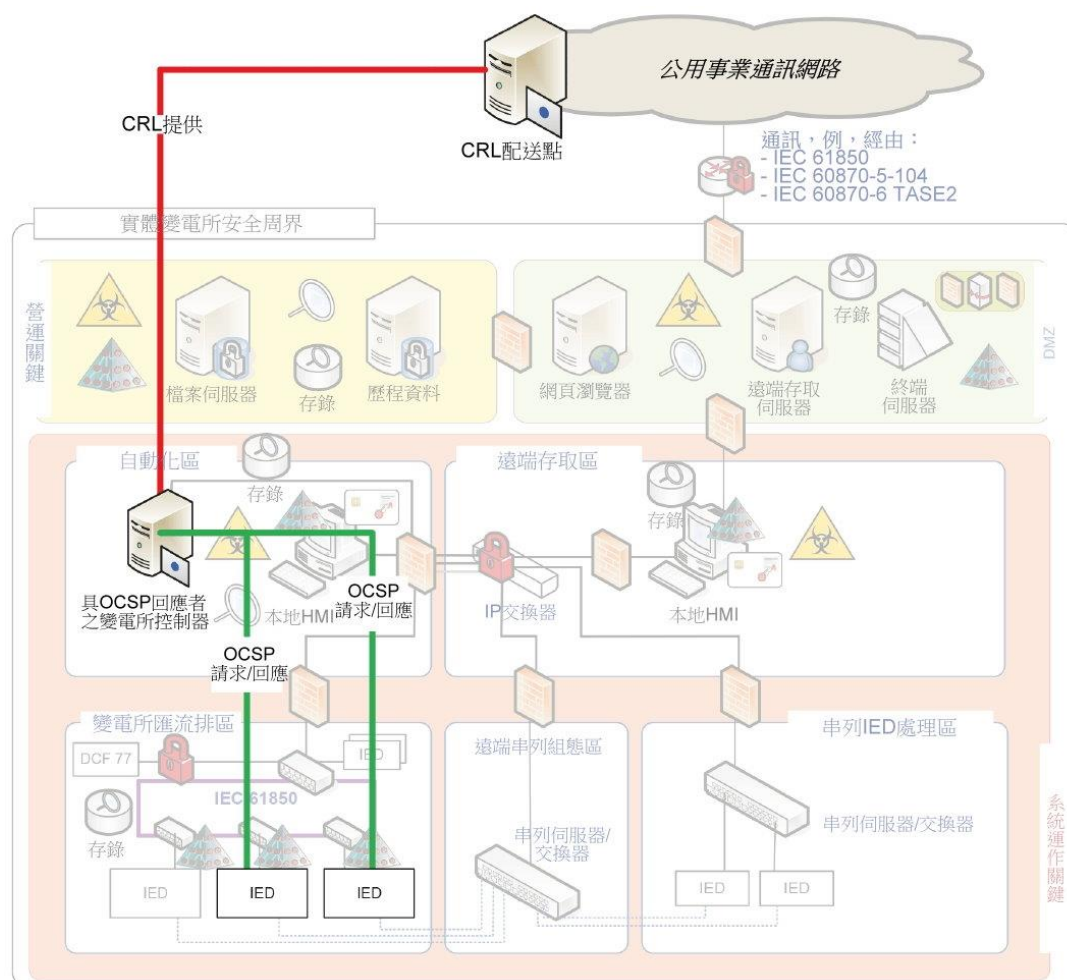 公用事業通訊網路
CRL提供
CRL配送點
通訊，例，經由：
- IEC 61850
- IEC 60870-5-104
- IEC 60870-6 TASE2
實體變電所安全周界
營運關鍵
檔案伺服器
存錄
歷程資料
網頁瀏覽器
存錄
遠端存取
伺服器
終端
伺服器
DMZ
自動化區
存錄
具OCSP回應者
之變電所控制器
本地HMI
OCSP
請求/回應
OCSP
請求/回應
遠端存取區
存錄
IP交換器
本地HMI
變電所匯流排區
DCF 77
IED
IEC 61850
存錄
IED
IED
IED
遠端串列組態區
串列伺服器/
交換器
串列IED處理區
串列伺服器/交換器
IED
IED
系統運作關鍵